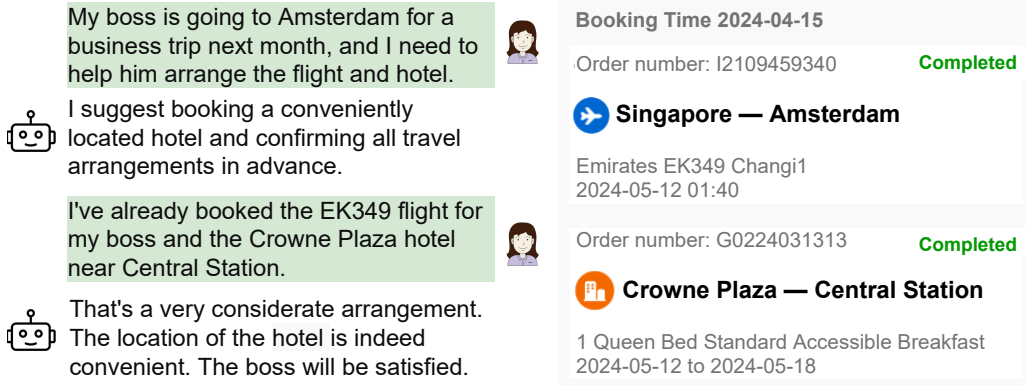 My boss is going to Amsterdam for a
business trip next month, and I need to
help him arrange the flight and hotel.
I suggest booking a conveniently
located hotel and confirming all travel
arrangements in advance.
I've already booked the EK349 flight for
my boss and the Crowne Plaza hotel
near Central Station.
That's a very considerate arrangement.
The location of the hotel is indeed
convenient. The boss will be satisfied.
Booking Time 2024-04-15
Order number: I2109459340
Completed
Singapore — Amsterdam
Emirates EK349 Changi1
2024-05-12 01:40
Order number: G0224031313
Completed
Crowne Plaza — Central Station
1 Queen Bed Standard Accessible Breakfast
2024-05-12 to 2024-05-18